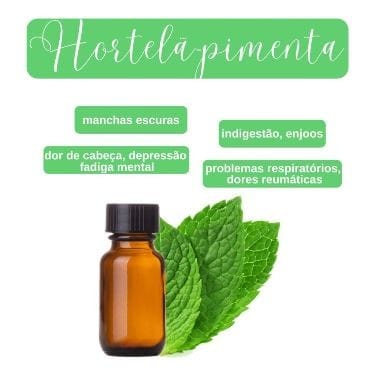 Hortelã-pimenta
manchas escuras
indigestão, enjoos
dor de cabeça, depressão
fadiga mental
problemas respiratórios,
dores reumáticas